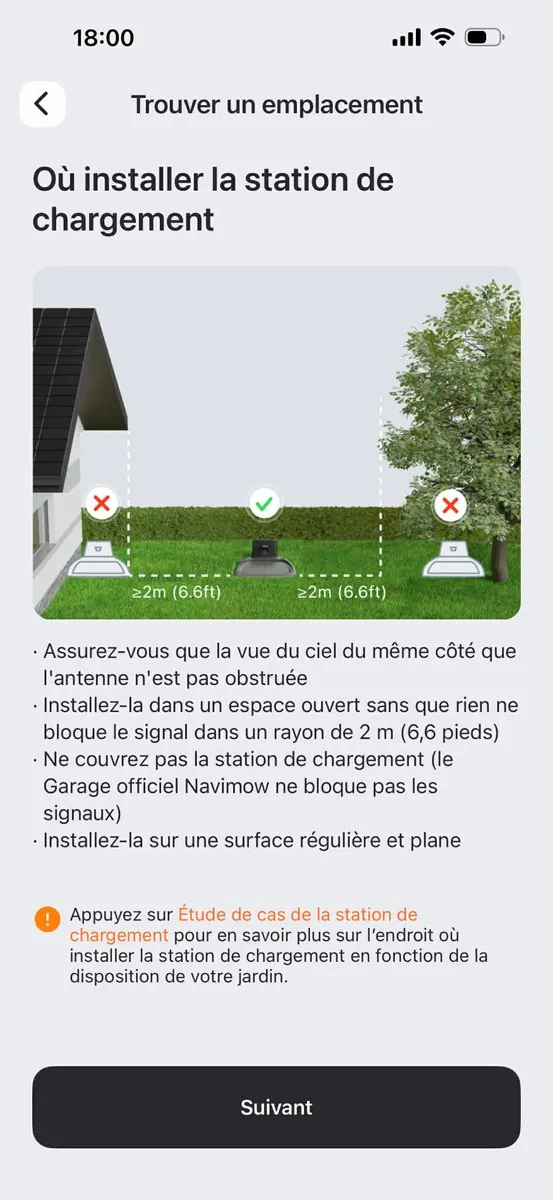 18:00
Trouver un emplacement
Où installer la station de
chargement
≥2m (6.6ft)
≥2m (6.6ft)
· Assurez-vous que la vue du ciel du même côté que
l'antenne n'est pas obstruée
· Installez-la dans un espace ouvert sans que rien ne
bloque le signal dans un rayon de 2 m (6,6 pieds)
· Ne couvrez pas la station de chargement (le
Garage officiel Navimow ne bloque pas les
signaux)
· Installez-la sur une surface régulière et plane
Appuyez sur Étude de cas de la station de
chargement pour en savoir plus sur l’endroit où
installer la station de chargement en fonction de la
disposition de votre jardin.
Suivant